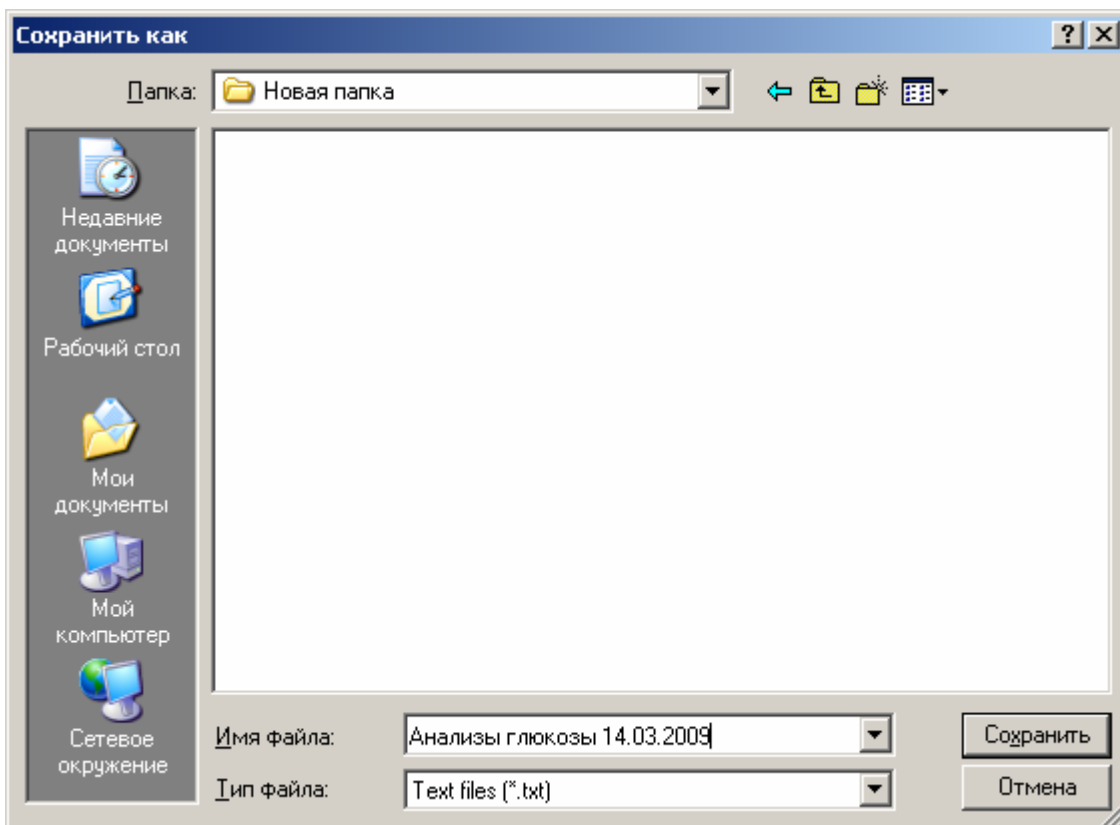 Сохранить как
Папка: Новая папка
Недавние
документы
Рабочий стол
Мои
документы
Мой
компьютер
Сетевое
окружение
Имя файла: Анализы глюкозы 14.03.2009 Сохранить
Тип файла: Text files (*.txt) Отмена